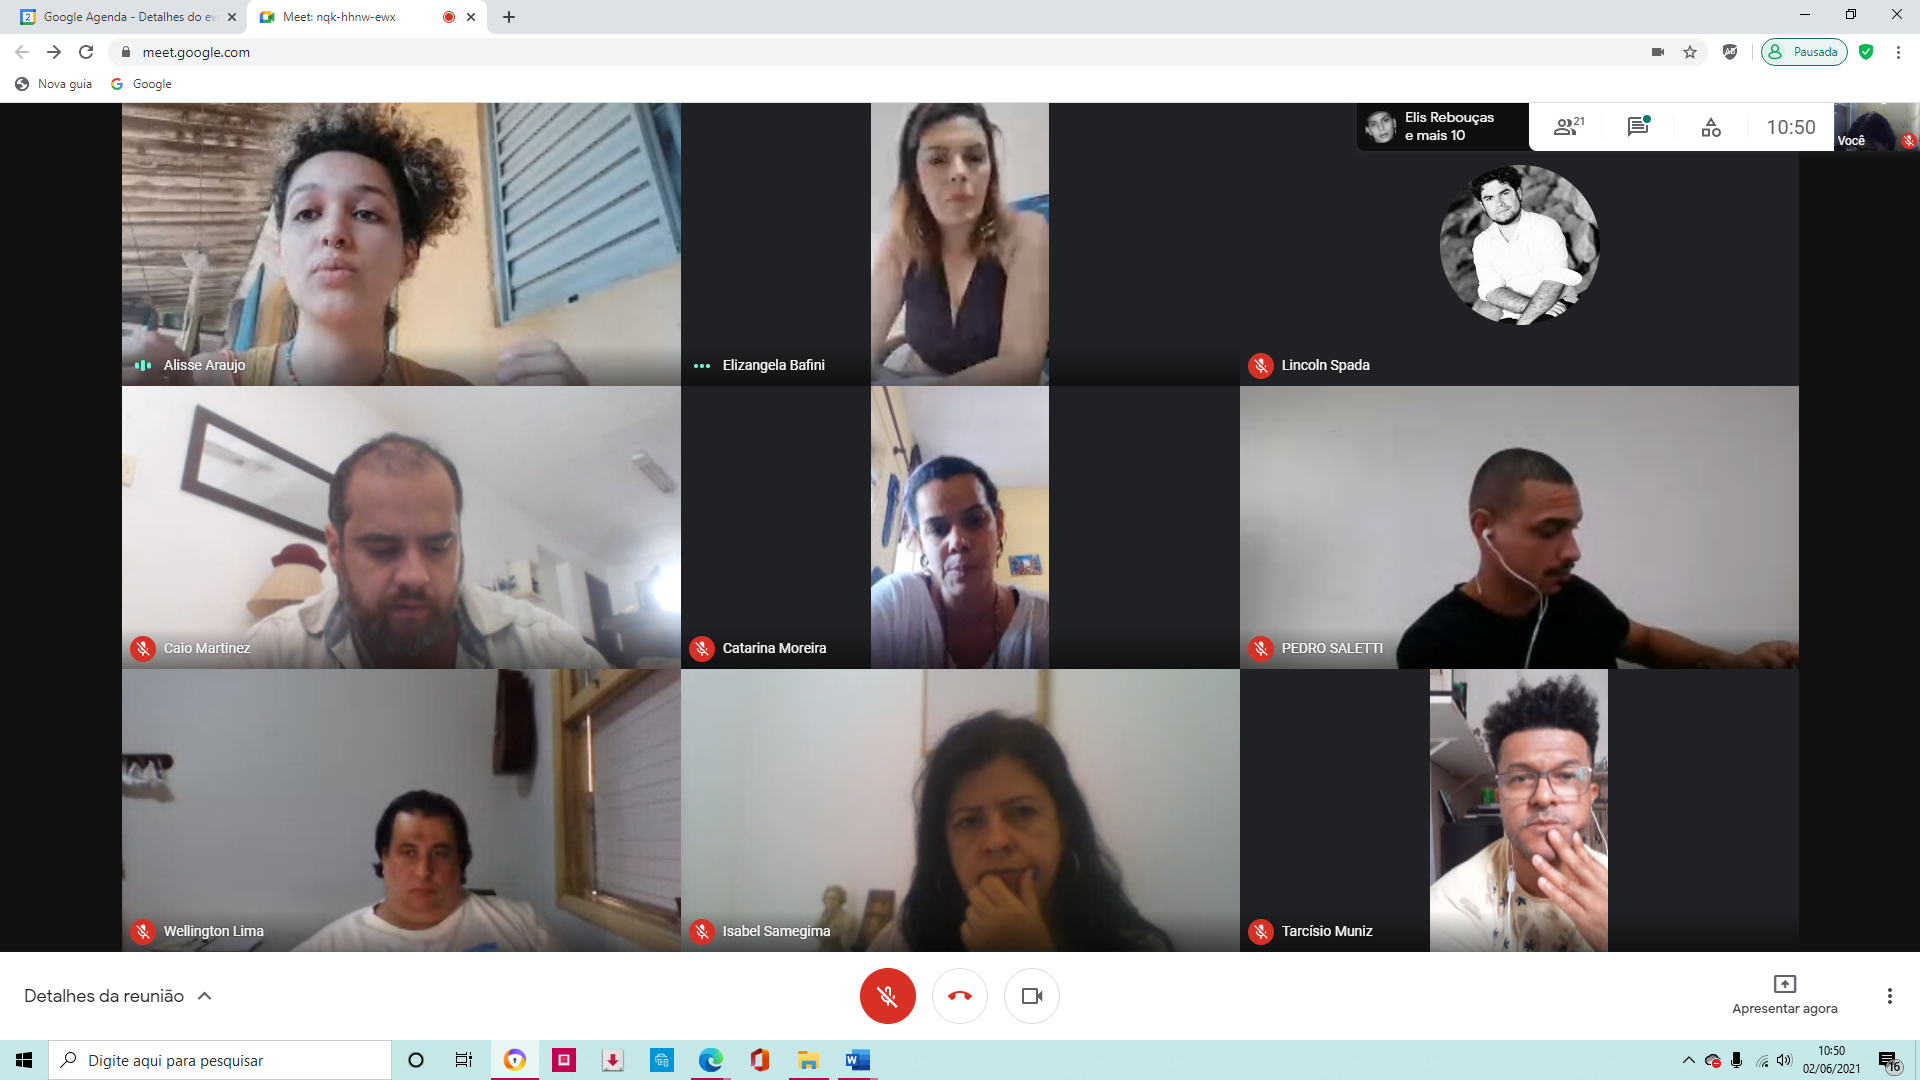 Google Agenda - Detalhes do ev
Meet: nqk-hhnw-ewx
meet.google.com
Pausada
Nova guia
Google
Elis Rebouças
e mais 10
21
10:50
Você
Alisse Araujo
Elizangela Bafini
Lincoln Spada
Caio Martinez
Catarina Moreira
PEDRO SALETTI
Wellington Lima
Isabel Samegima
Tarcísio Muniz
Detalhes da reunião
Apresentar agora
Digite aqui para pesquisar
10:50
02/06/2021
16